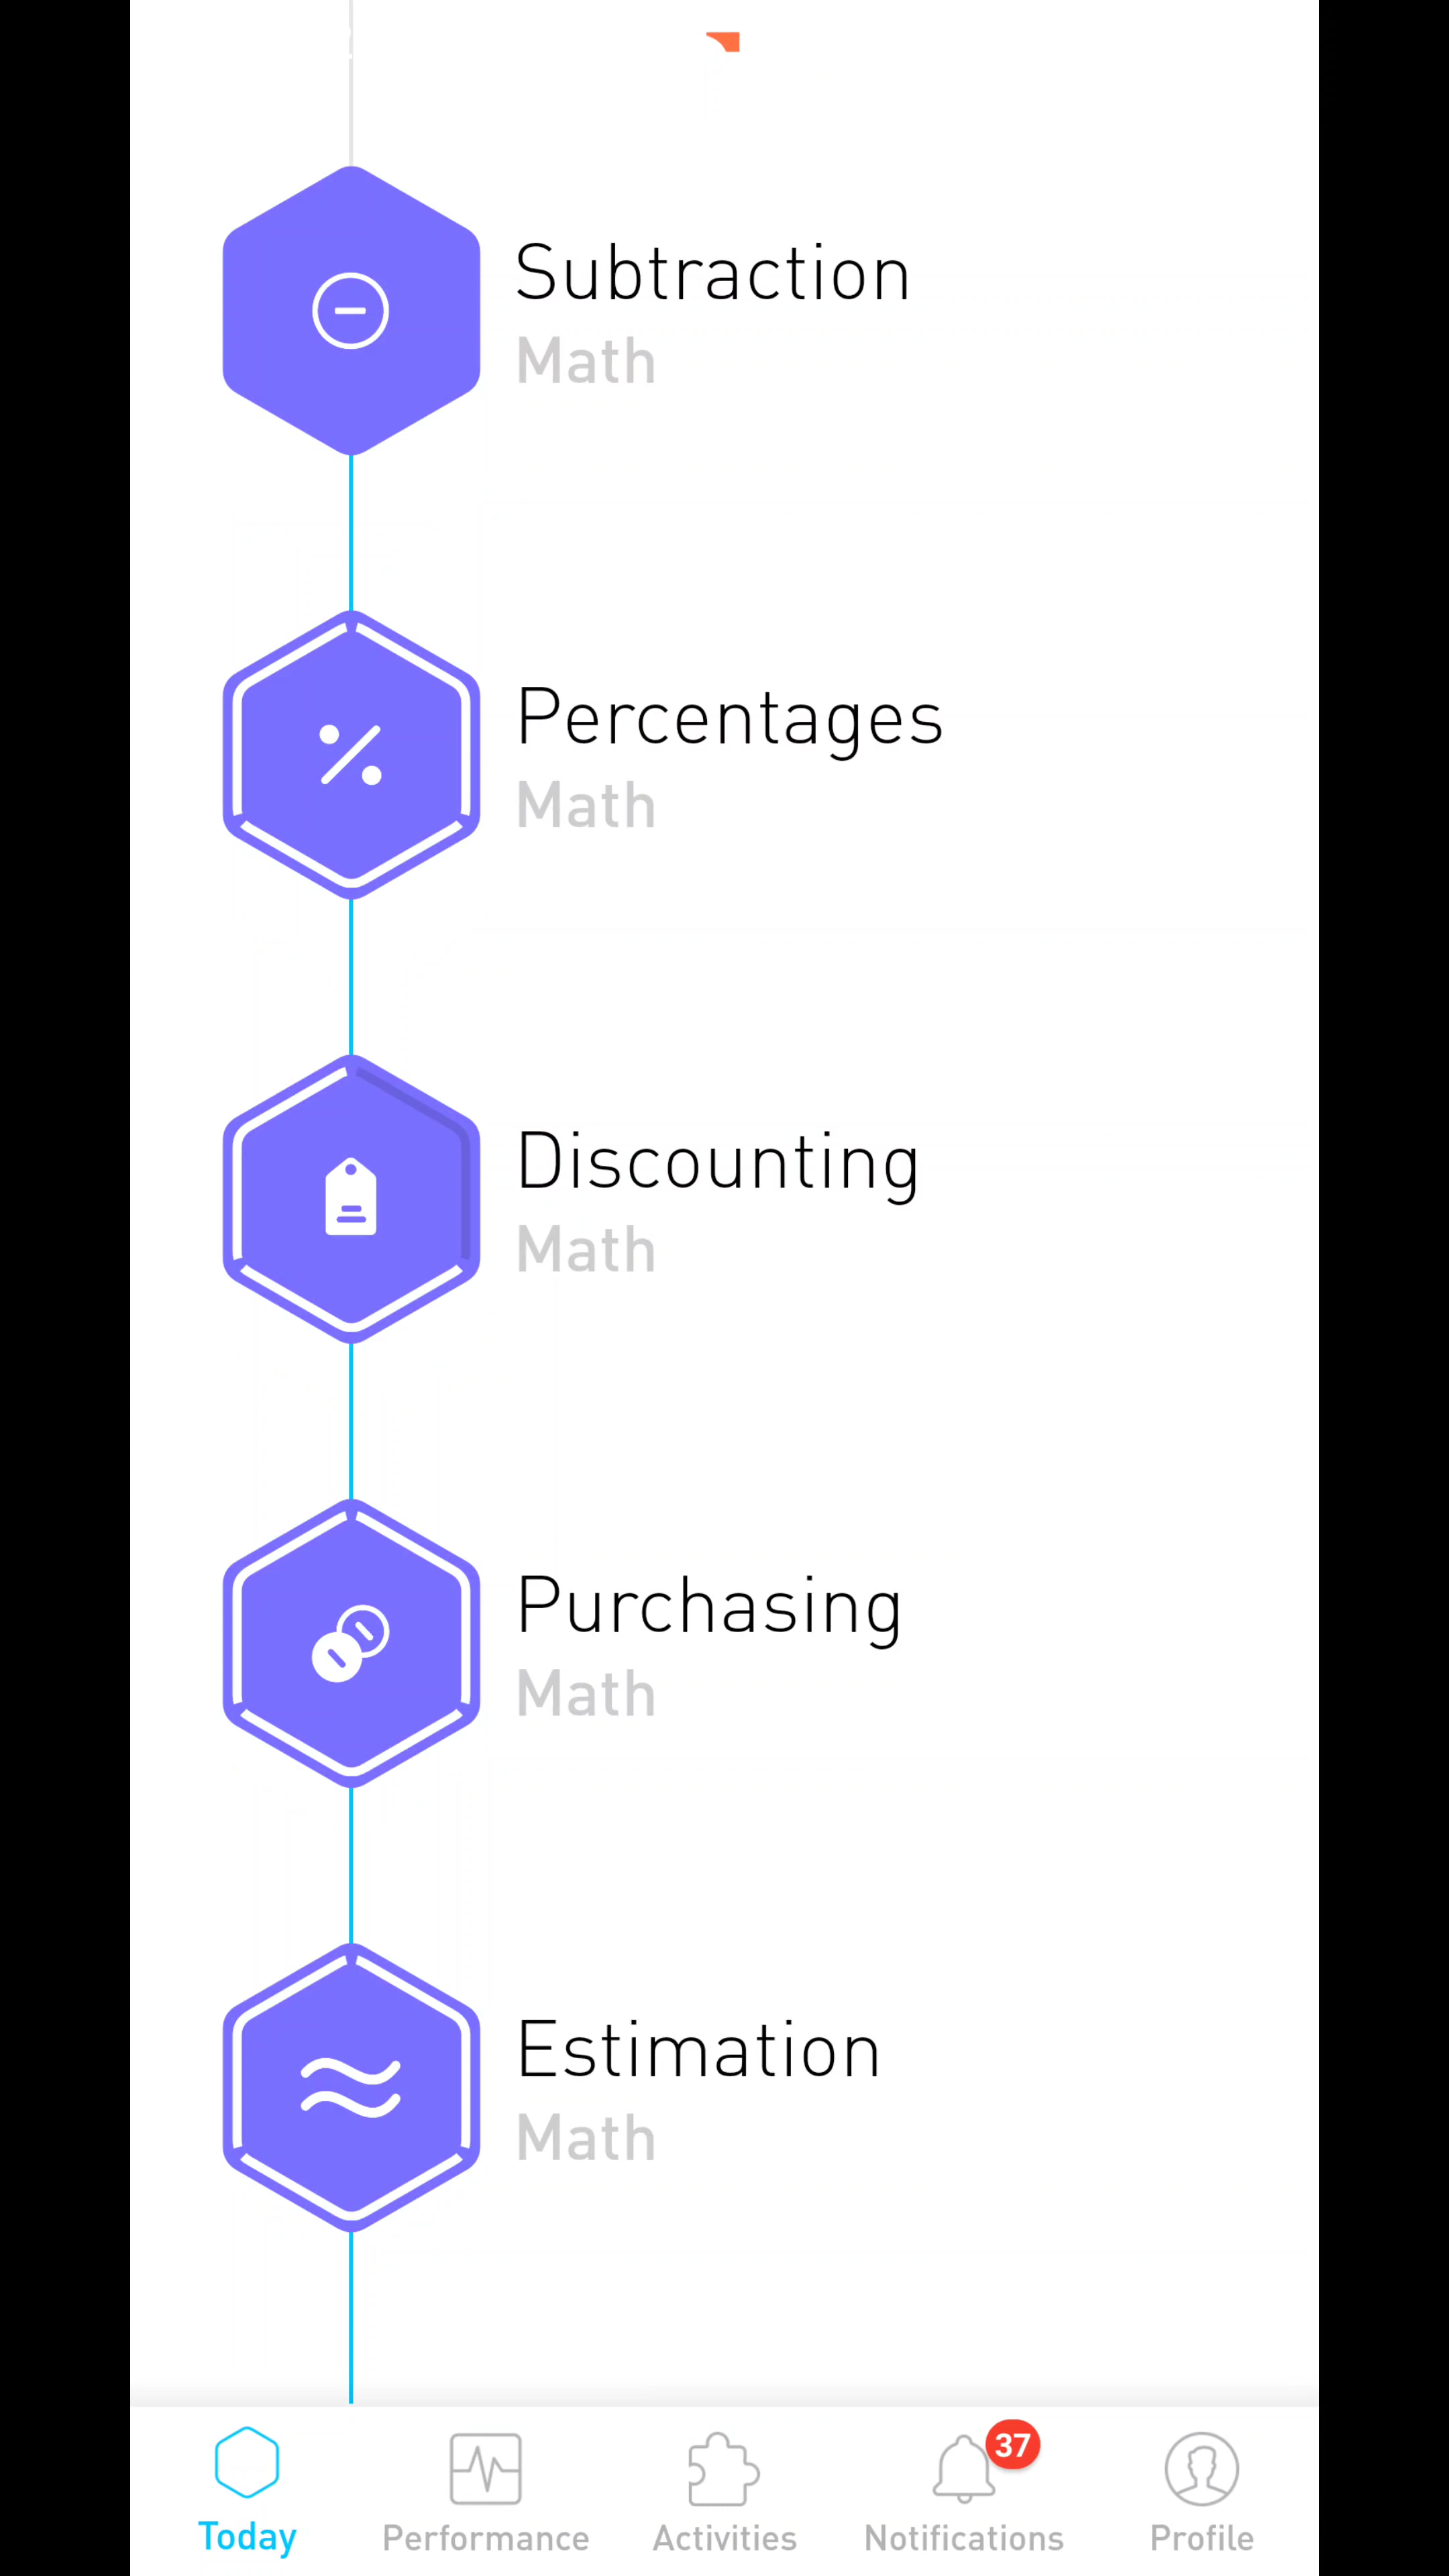 Subtraction
Math
Percentages
Math
Discounting
Math
Purchasing
Math
Estimation
Math
37
Today
Performance
Activities
Notifications
Profile